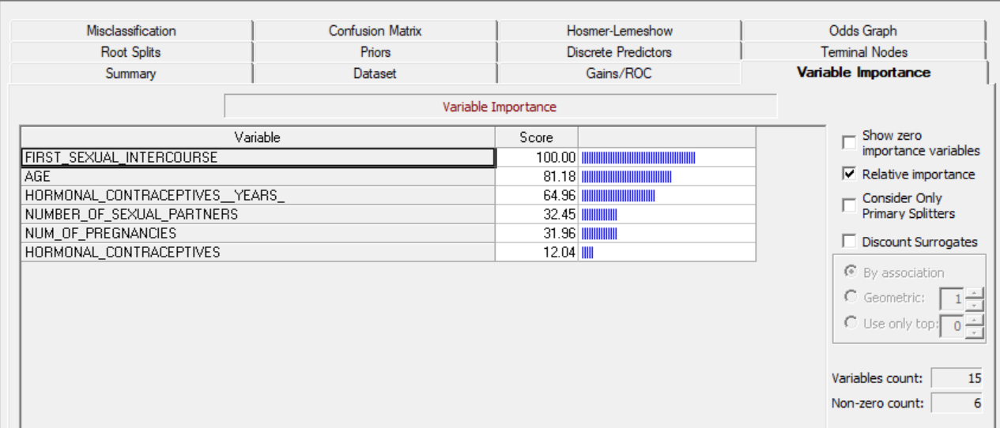 Misclassification Confusion Matrix Hosmer-Lemeshow Odds Graph
Root Splits Priors Discrete Predictors Terminal Nodes
Summary Dataset Gains/ROC Variable Importance
Variable Importance
Variable Score
FIRST_SEXUAL_INTERCOURSE 100.00
AGE 81.18
HORMONAL_CONTRACEPTIVES__YEARS_ 64.96
NUMBER_OF_SEXUAL_PARTNERS 32.45
NUM_OF_PREGNANCIES 31.96
HORMONAL_CONTRACEPTIVES 12.04
Show zero
importance variables
Relative importance
Consider Only
Primary Splitters
Discount Surrogates
By association
Geometric: 1
Use only top: 0
Variables count: 15
Non-zero count: 6